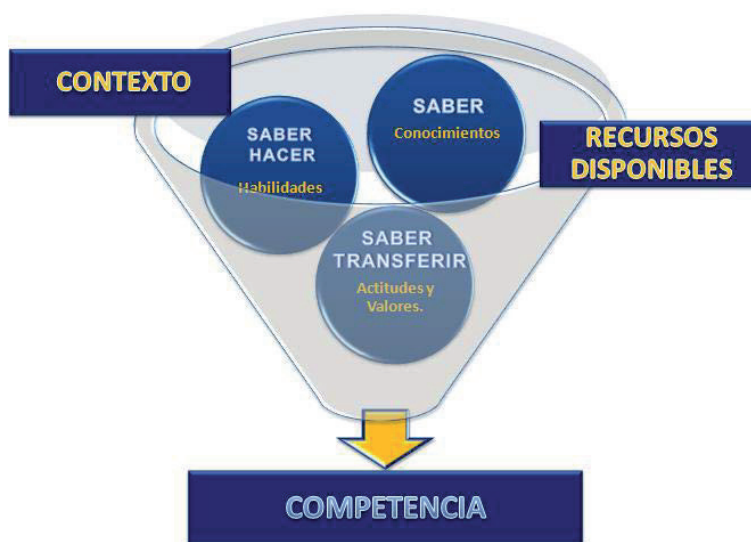 CONTEXTO
SABER
Conocimientos
SABER
HACER
Habilidades
RECURSOS
DISPONIBLES
SABER
TRANSFERIR
Actitudes y
Valores.
COMPETENCIA